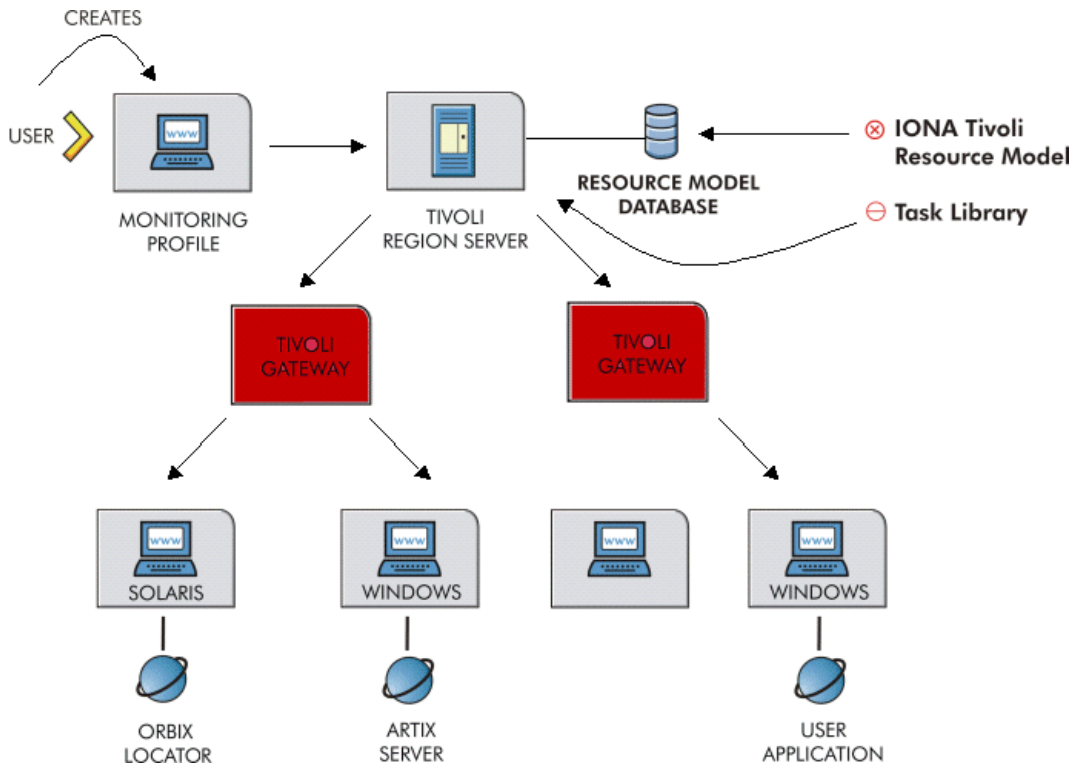 CREATES
USER
www
MONITORING
PROFILE
TIVOLI
REGION SERVER
RESOURCE MODEL
DATABASE
IONA Tivoli
Resource Model
Task Library
TIVOLI
GATEWAY
TIVOLI
GATEWAY
www
SOLARIS
www
WINDOWS
www
www
WINDOWS
ORBIX
LOCATOR
ARTIX
SERVER
USER
APPLICATION